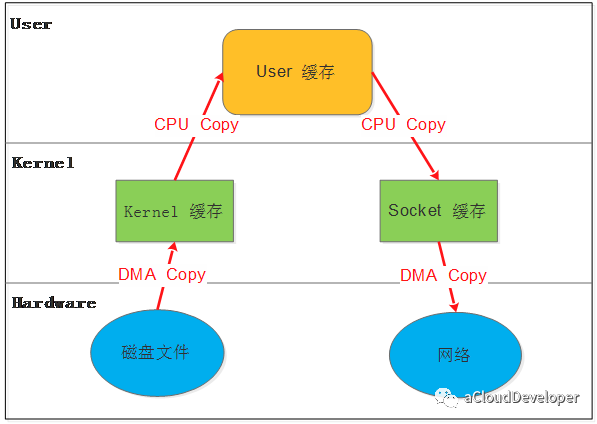 User
User 缓存
CPU Copy
CPU Copy
Kernel
Kernel 缓存
Socket 缓存
DMA Copy
DMA Copy
Hardware
磁盘文件
网络
aCloudDeveloper